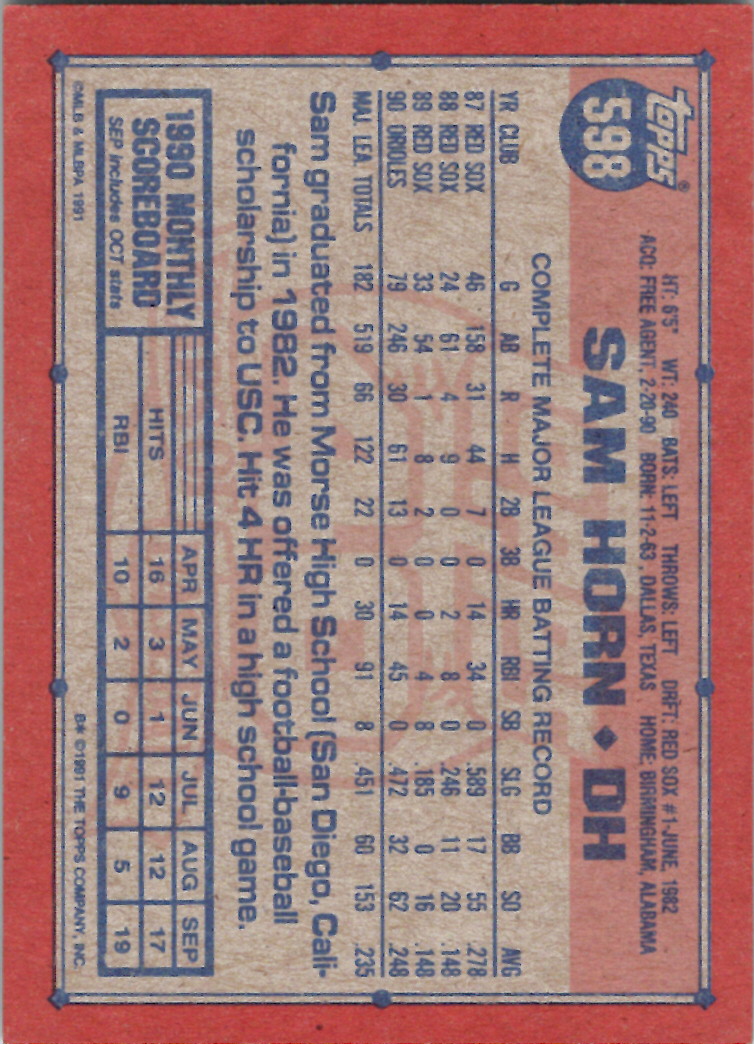 topps®
598
HT: 6'5" WT: 240 BATS: LEFT THROWS: LEFT DRFT: RED SOX #1-JUNE, 1982
ACQ: FREE AGENT, 2-20-90 BORN: 11-2-63, DALLAS, TEXAS HOME: BIRMINGHAM, ALABAMA
SAM HORN ◆ DH
COMPLETE MAJOR LEAGUE BATTING RECORD
YR CLUB G AB R H 2B 3B HR RBI SB SLG BB SO AVG
87 RED SOX 46 158 31 44 7 0 14 34 0 .589 17 55 .278
88 RED SOX 24 61 4 9 0 0 2 8 0 .246 11 20 .148
89 RED SOX 33 54 1 8 2 0 0 4 8 .185 0 16 .148
90 ORIOLES 79 246 30 61 13 0 14 45 0 .472 32 62 .248
MAJ. LEA. TOTALS 182 519 66 122 22 0 30 91 8 .451 60 153 .235
Sam graduated from Morse High School (San Diego, Cali-
fornia) in 1982. He was offered a football-baseball
scholarship to USC. Hit 4 HR in a high school game.
1990 MONTHLY
SCOREBOARD
SEP includes OCT stats
APR MAY JUN JUL AUG SEP
HITS 16 3 1 12 12 17
RBI 10 2 0 9 5 19
©MLB & MLBPA 1991
B* ©1991 THE TOPPS COMPANY, INC.